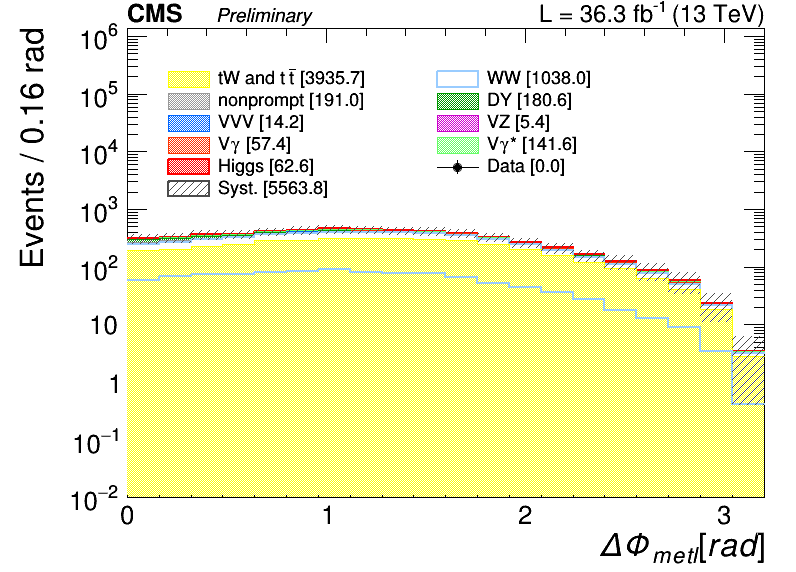 CMS Preliminary L = 36.3 fb⁻¹ (13 TeV)
Events / 0.16 rad
10⁶
10⁵
10⁴
10³
10²
10
1
10⁻¹
10⁻²
tW and tt̄ [3935.7]
nonprompt [191.0]
VVV [14.2]
Vγ [57.4]
Higgs [62.6]
Syst. [5563.8]
WW [1038.0]
DY [180.6]
VZ [5.4]
Vγ* [141.6]
Data [0.0]
0 1 2 3
ΔΦmetl[rad]